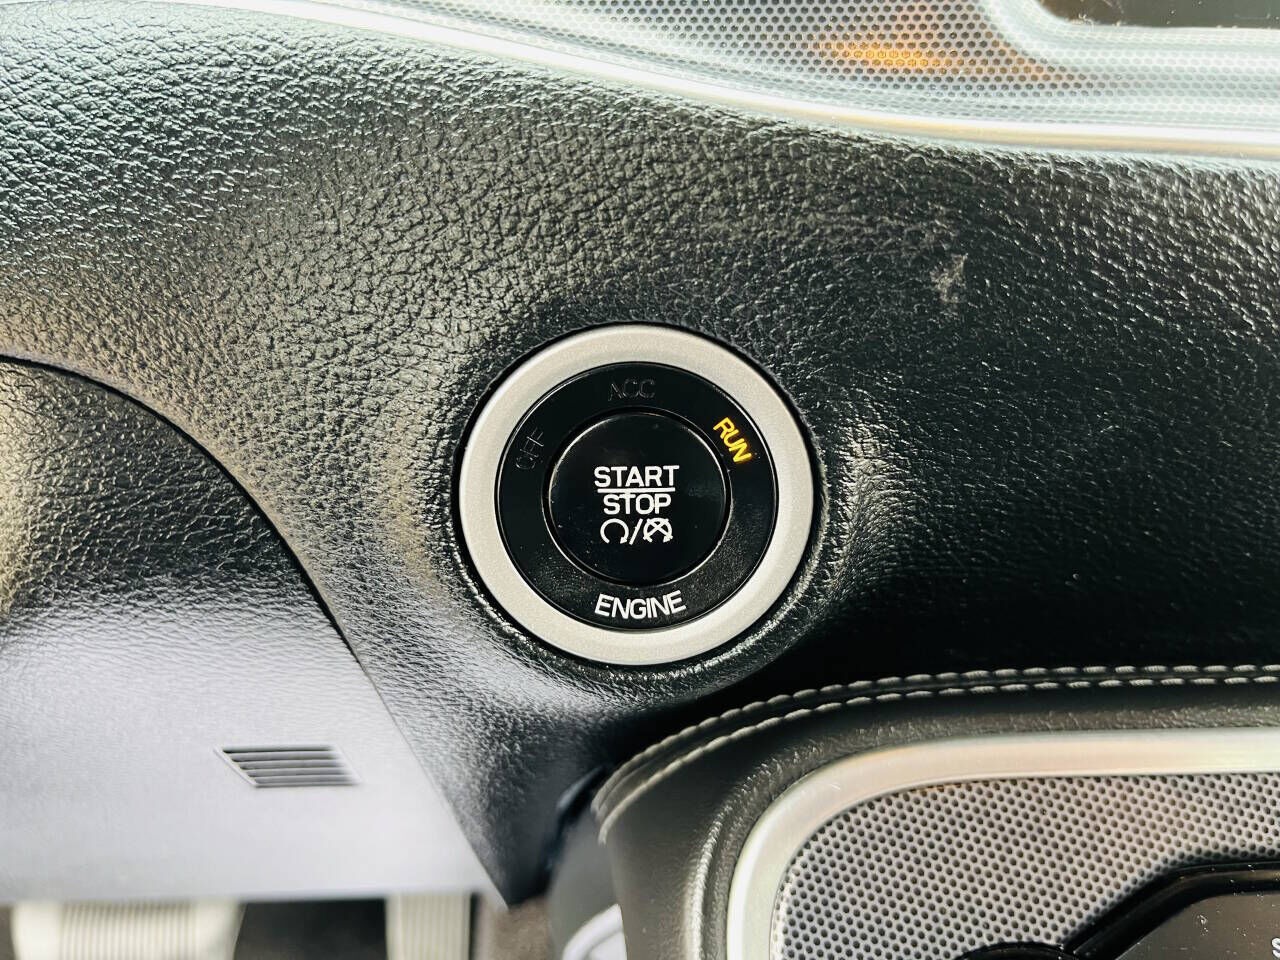 ACC
OFF
RUN
START
STOP
ENGINE